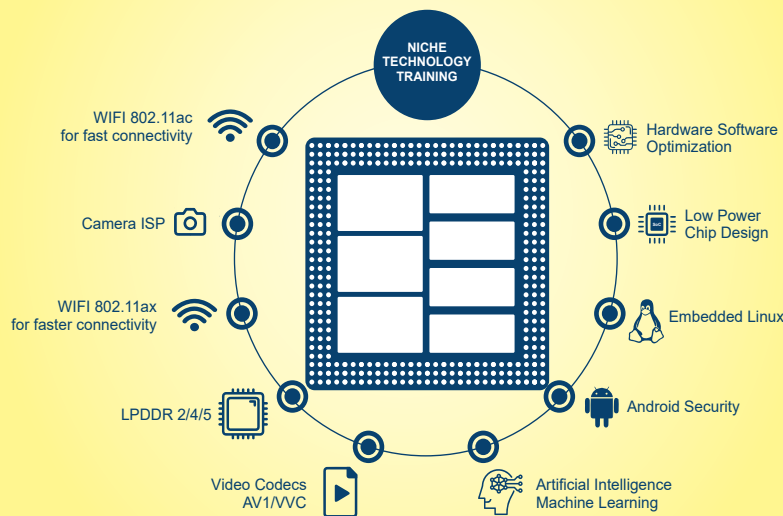 NICHE
TECHNOLOGY
TRAINING
WIFI 802.11ac
for fast connectivity
Hardware Software
Optimization
Camera ISP
Low Power
Chip Design
WIFI 802.11ax
for faster connectivity
Embedded Linux
LPDDR 2/4/5
Android Security
Video Codecs
AV1/VVC
Artificial Intelligence
Machine Learning